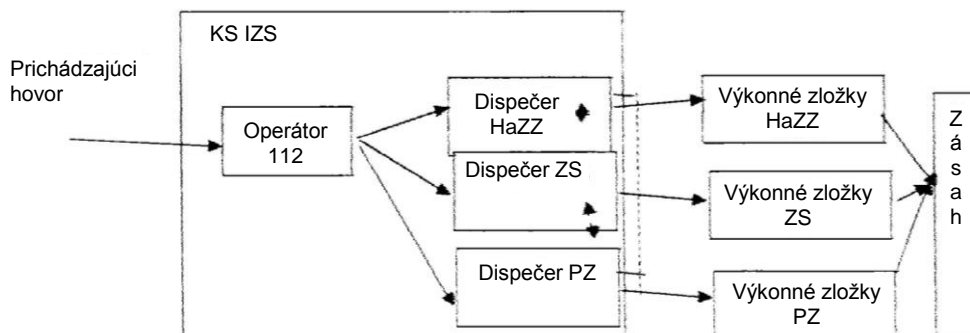 KS IZS
Prichádzajúci
hovor
Operátor
112
Dispečer
HaZZ
Dispečer ZS
Dispečer PZ
Výkonné zložky
HaZZ
Výkonné zložky
ZS
Výkonné zložky
PZ
Z
á
s
a
h